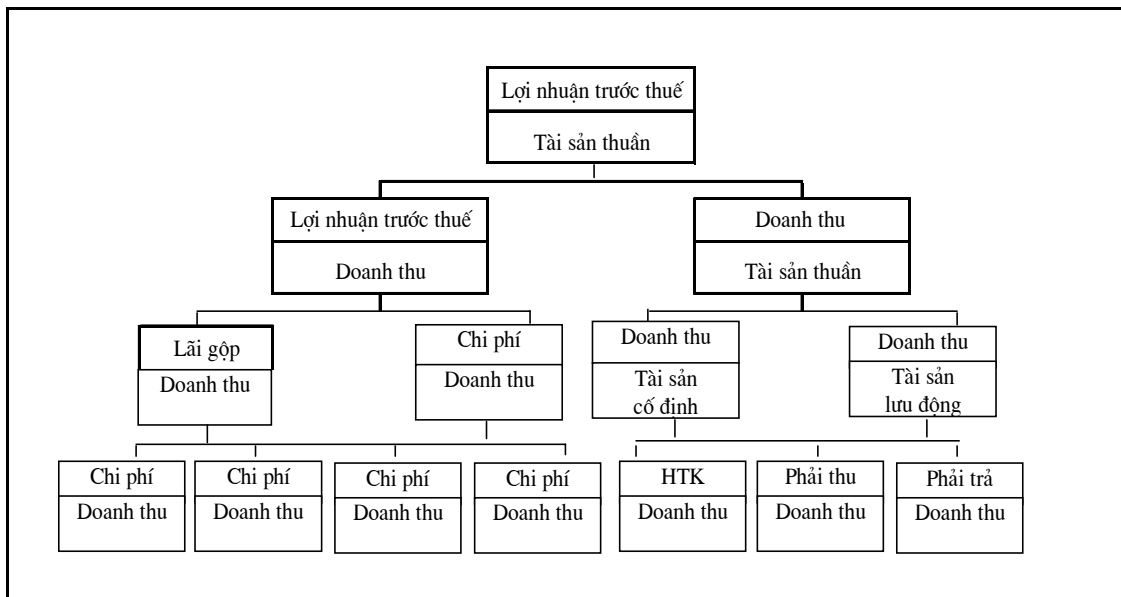 Lợi nhuận trước thuế
Tài sản thuần
Lợi nhuận trước thuế
Doanh thu
Doanh thu
Tài sản thuần
Lãi gộp
Doanh thu
Chi phí
Doanh thu
Doanh thu
Tài sản
cố định
Doanh thu
Tài sản
lưu động
Chi phí
Doanh thu
Chi phí
Doanh thu
Chi phí
Doanh thu
Chi phí
Doanh thu
HTK
Doanh thu
Phải thu
Doanh thu
Phải trả
Doanh thu